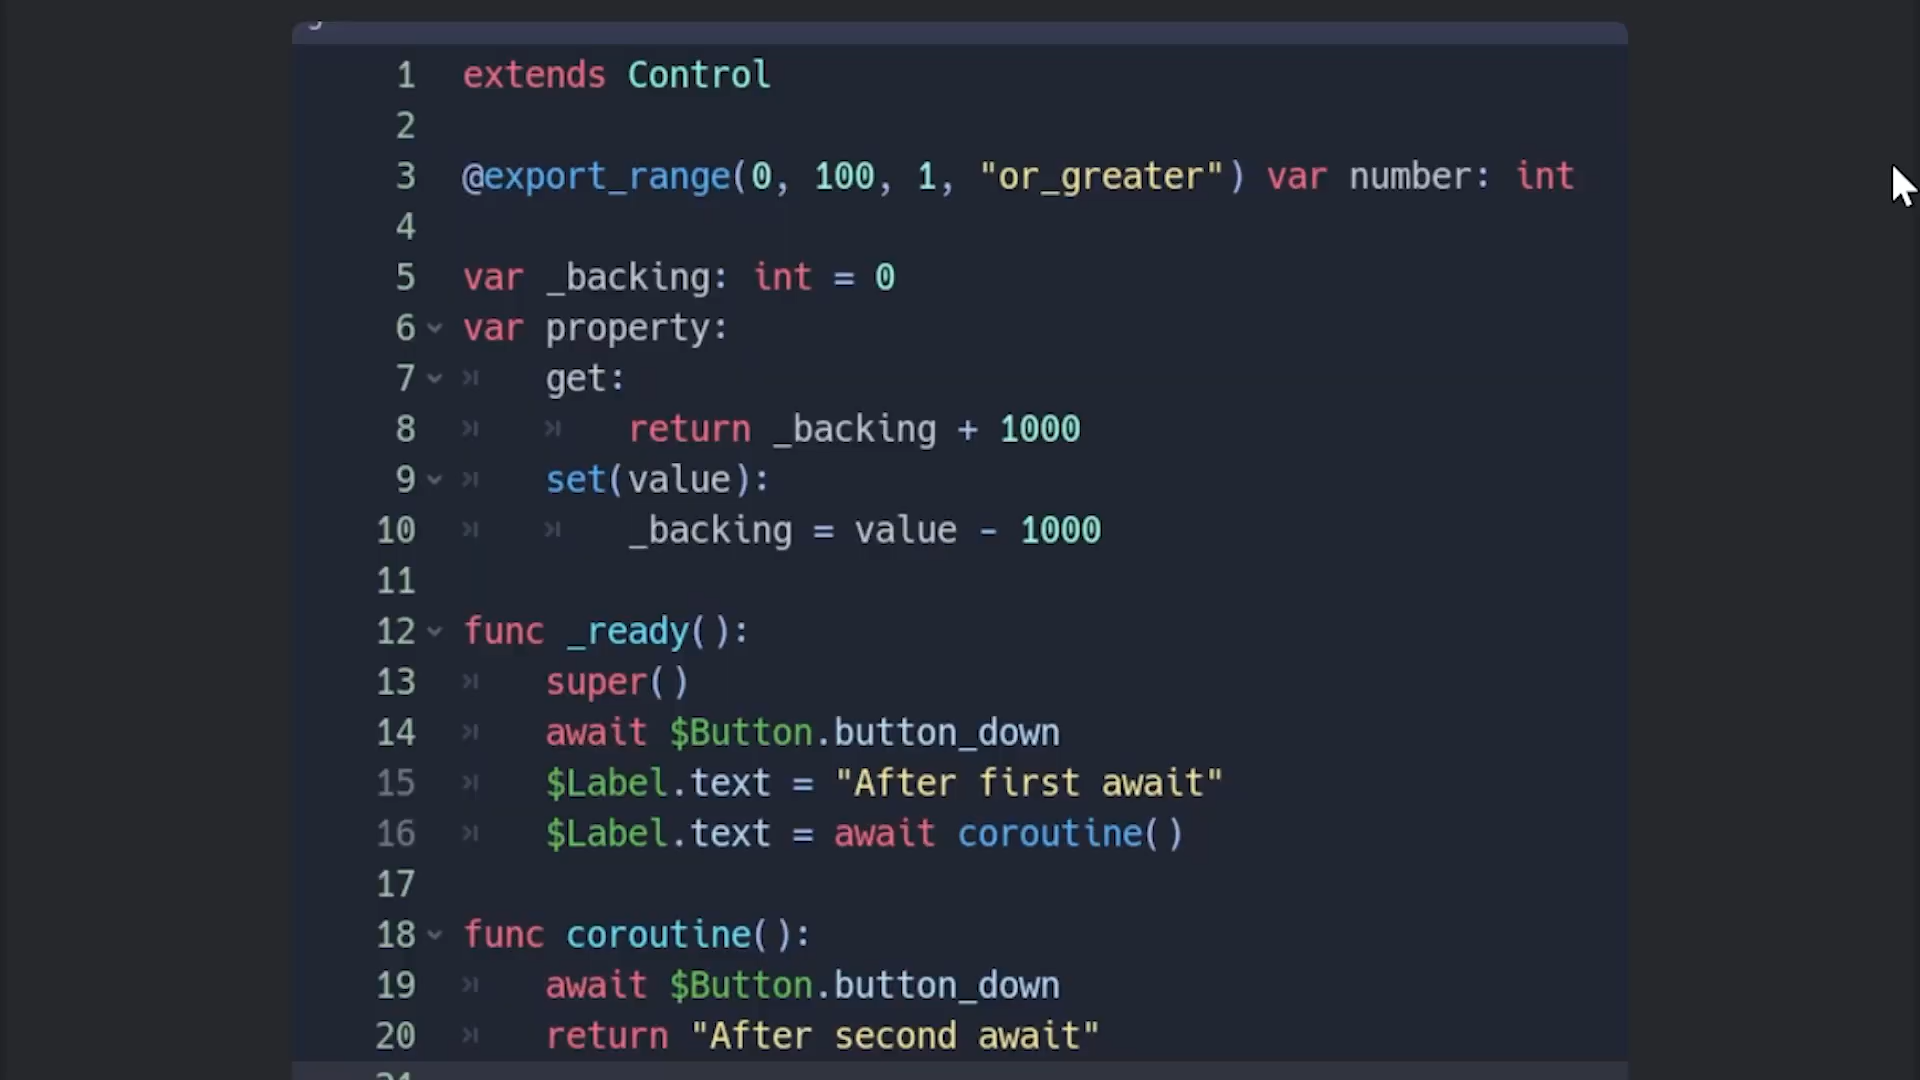 1 extends Control
2
3 @export_range(0, 100, 1, "or_greater") var number: int
4
5 var _backing: int = 0
6 var property:
7 get:
8 return _backing + 1000
9 set(value):
10 _backing = value - 1000
11
12 func _ready():
13 super()
14 await $Button.button_down
15 $Label.text = "After first await"
16 $Label.text = await coroutine()
17
18 func coroutine():
19 await $Button.button_down
20 return "After second await"